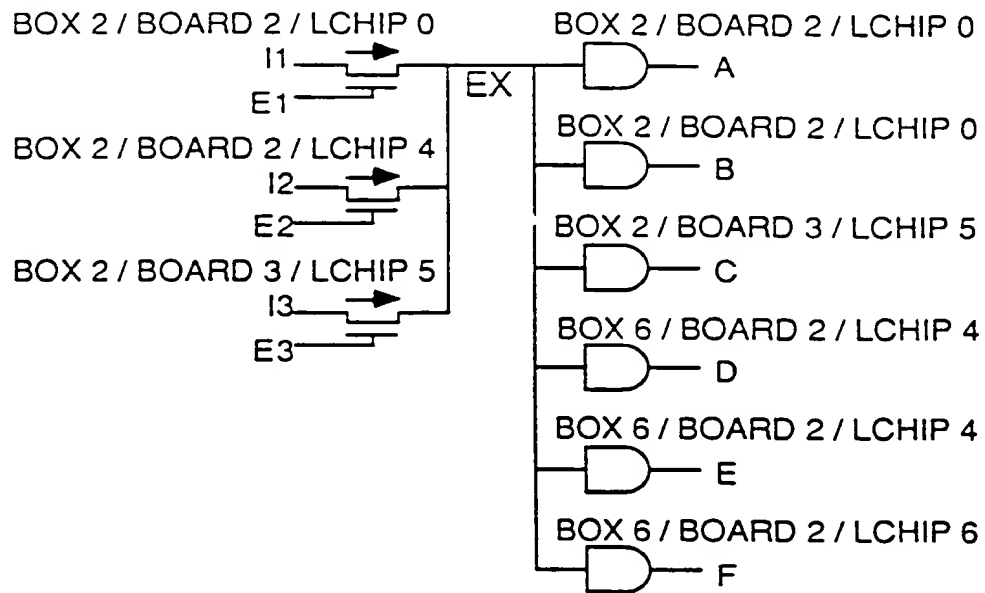 BOX 2 / BOARD 2 / LCHIP 0
I1
E1
BOX 2 / BOARD 2 / LCHIP 4
I2
E2
BOX 2 / BOARD 3 / LCHIP 5
I3
E3
EX
BOX 2 / BOARD 2 / LCHIP 0
A
BOX 2 / BOARD 2 / LCHIP 0
B
BOX 2 / BOARD 3 / LCHIP 5
C
BOX 6 / BOARD 2 / LCHIP 4
D
BOX 6 / BOARD 2 / LCHIP 4
E
BOX 6 / BOARD 2 / LCHIP 6
F